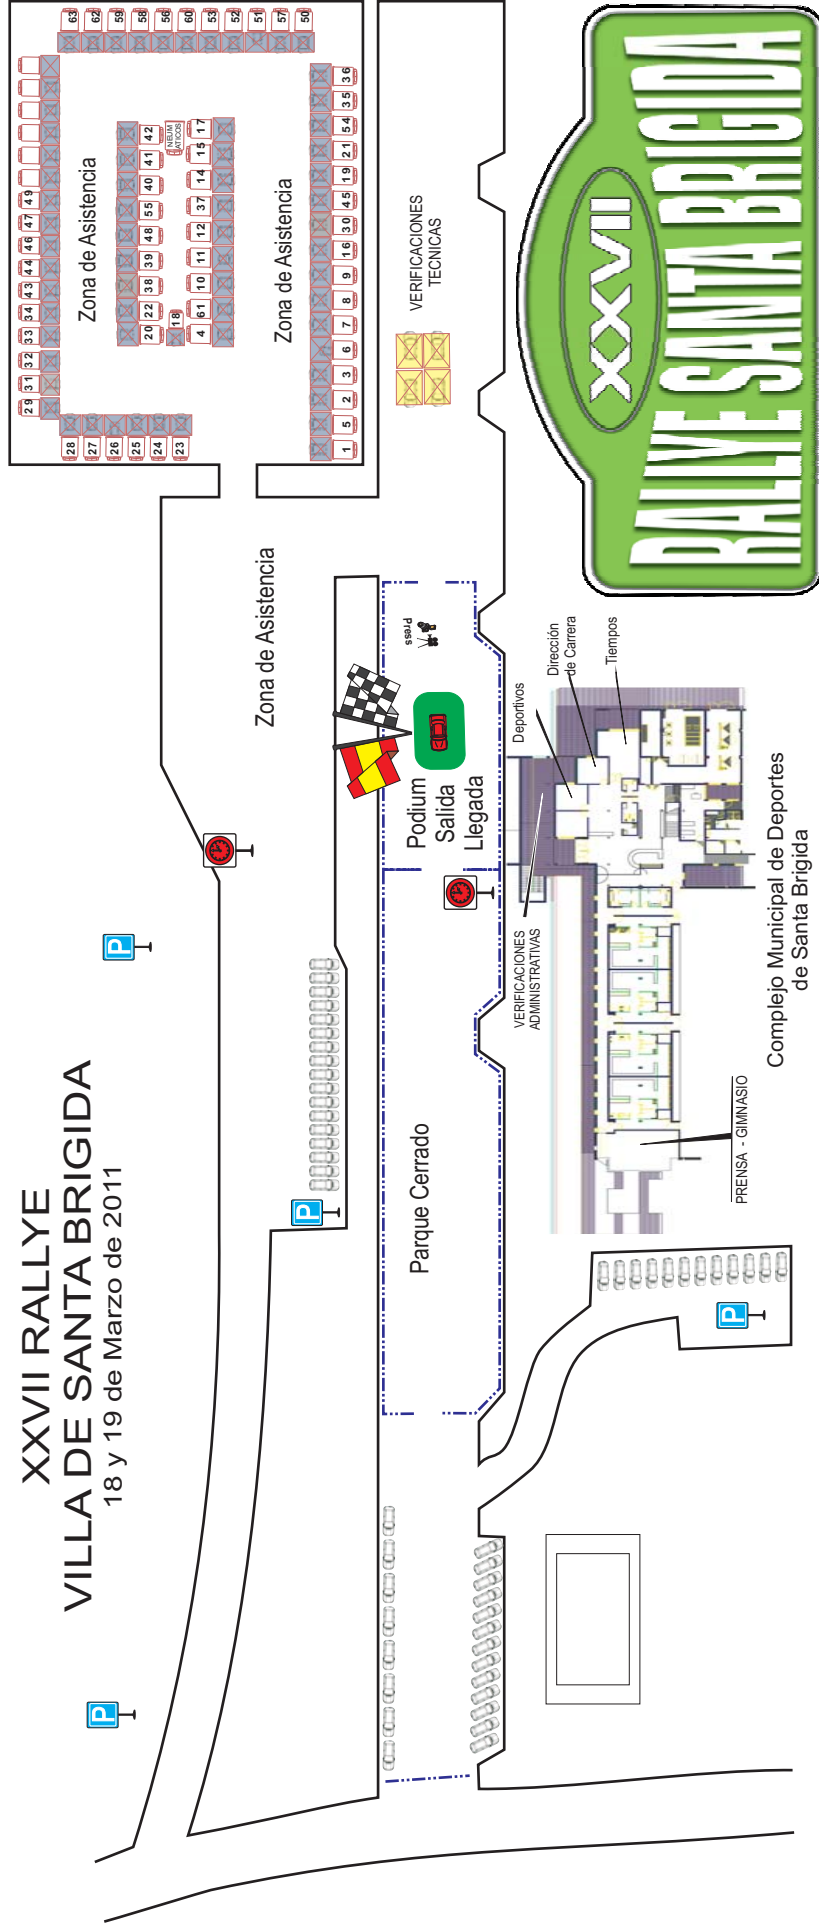 XXVII RALLYE
VILLA DE SANTA BRIGIDA
18 y 19 de Marzo de 2011
P
P
P
P
63
62
59
58
56
60
53
52
51
57
50
49
47
46
44
43
34
33
32
31
29
28
27
26
25
24
23
Zona de Asistencia
42
41
40
55
48
39
38
22
20
NEUM
ATICOS
18
17
15
14
37
12
11
10
61
4
Zona de Asistencia
36
35
54
21
19
45
30
16
9
8
7
6
3
2
5
1
Zona de Asistencia
VERIFICACIONES
TECNICAS
Press
Podium
Salida
Llegada
Parque Cerrado
Deportivos
Dirección
de Carrera
Tiempos
VERIFICACIONES
ADMINISTRATIVAS
PRENSA - GIMNASIO
Complejo Municipal de Deportes
de Santa Brigida
XXVII
RALLYE SANTA BRIGIDA